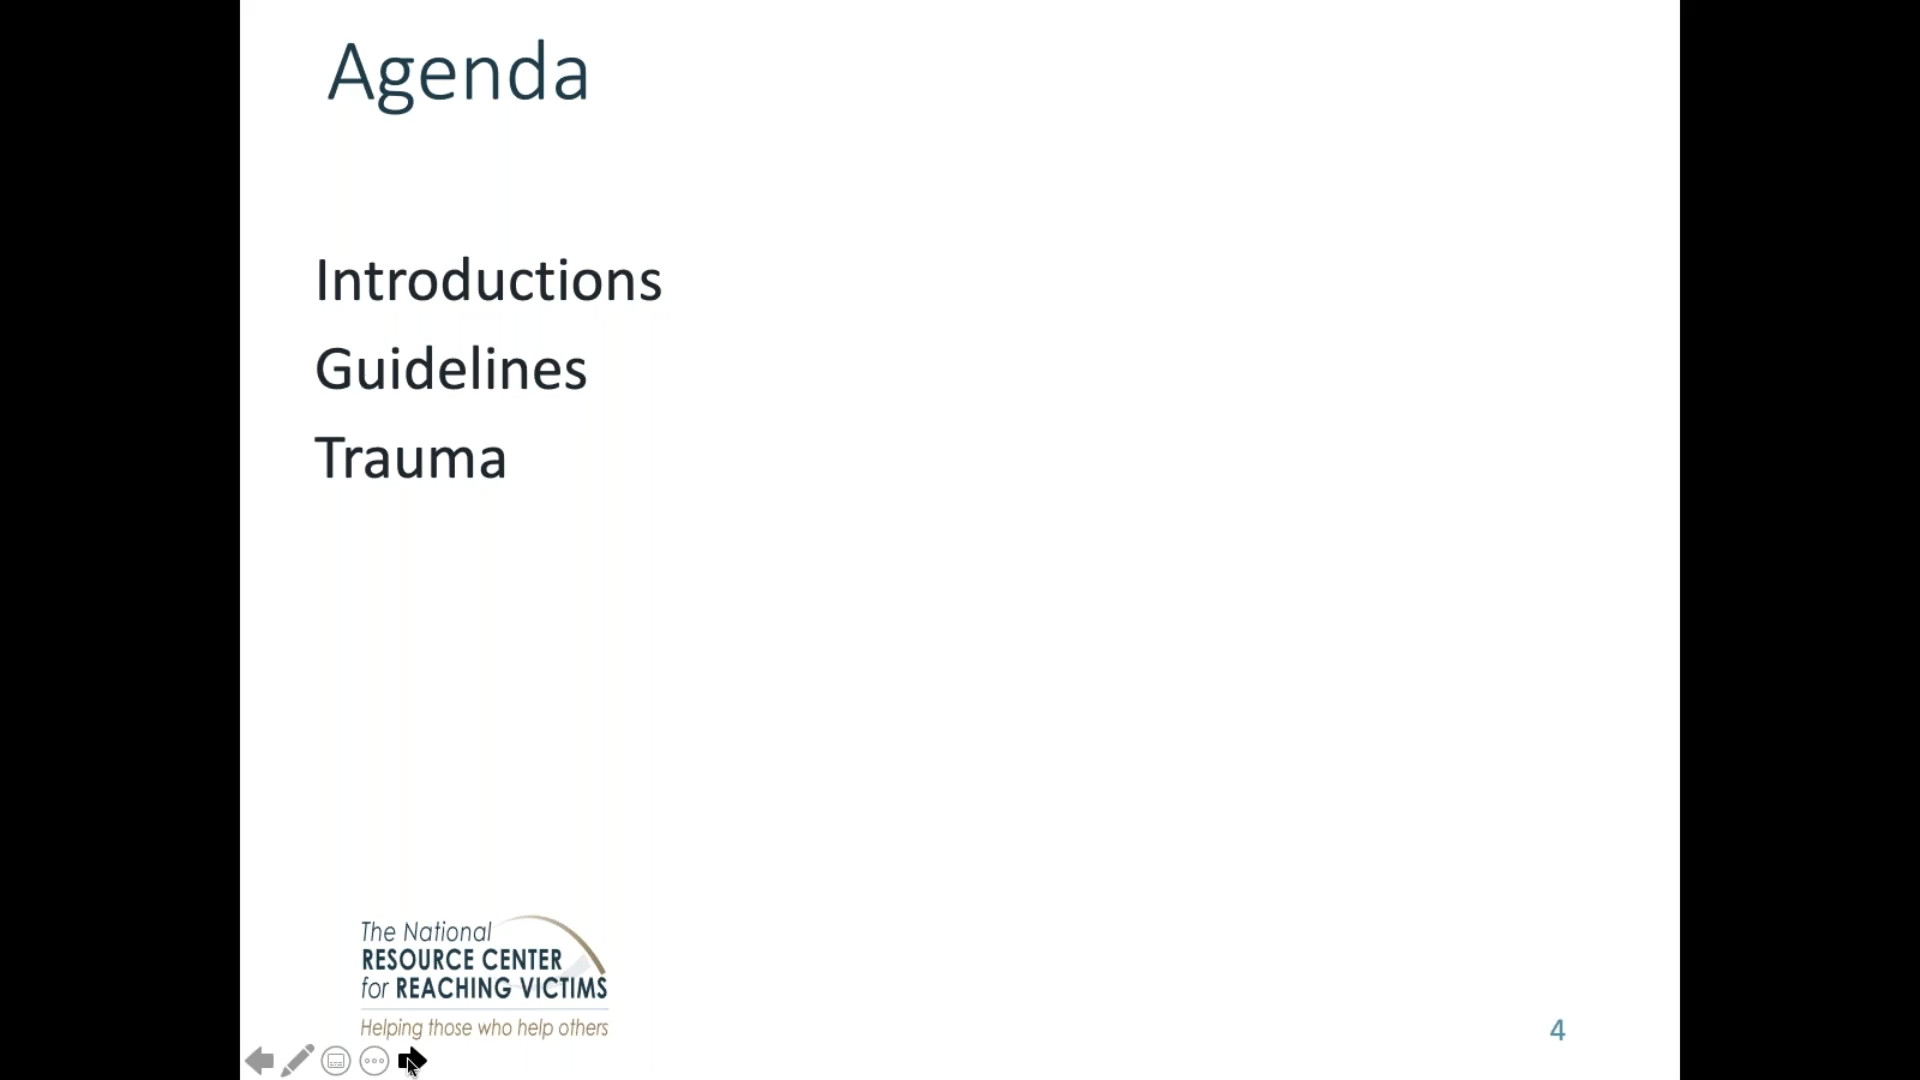 Agenda
Introductions
Guidelines
Trauma
The National
RESOURCE CENTER
for REACHING VICTIMS
Helping those who help others
4